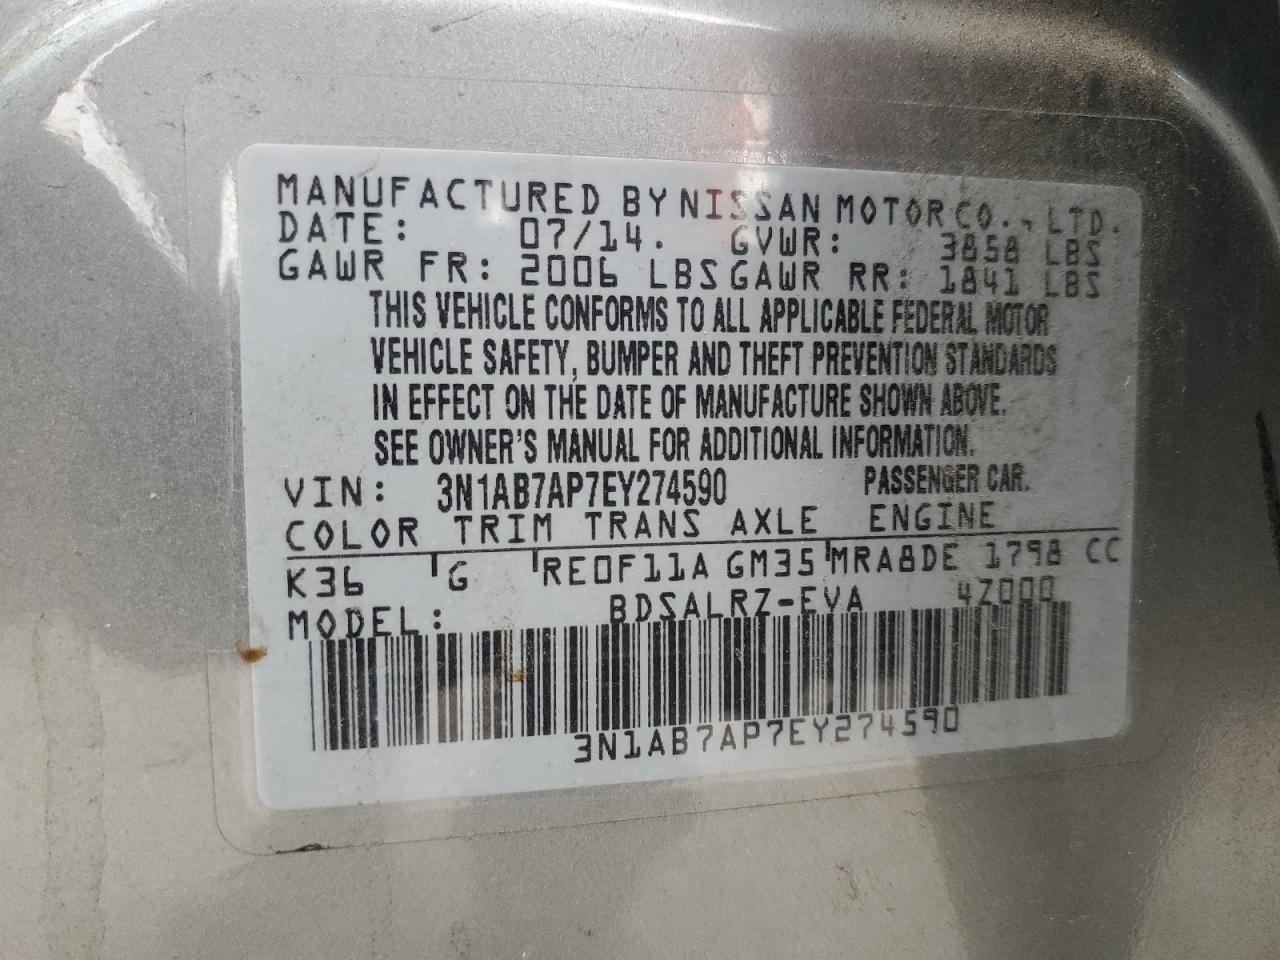 MANUFACTURED BY NISSAN MOTOR CO., LTD.
DATE: 07/14. GVWR: 3858 LBS
GAWR FR: 2006 LBS GAWR RR: 1841 LBS
THIS VEHICLE CONFORMS TO ALL APPLICABLE FEDERAL MOTOR
VEHICLE SAFETY, BUMPER AND THEFT PREVENTION STANDARDS
IN EFFECT ON THE DATE OF MANUFACTURE SHOWN ABOVE.
SEE OWNER'S MANUAL FOR ADDITIONAL INFORMATION.
VIN: 3N1AB7AP7EY274590 PASSENGER CAR.
COLOR TRIM TRANS AXLE ENGINE
K36 G RE0F11A GM35 MRA8DE 1798 CC
MODEL: BDSALRZ-EVA 4Z000
3N1AB7AP7EY274590